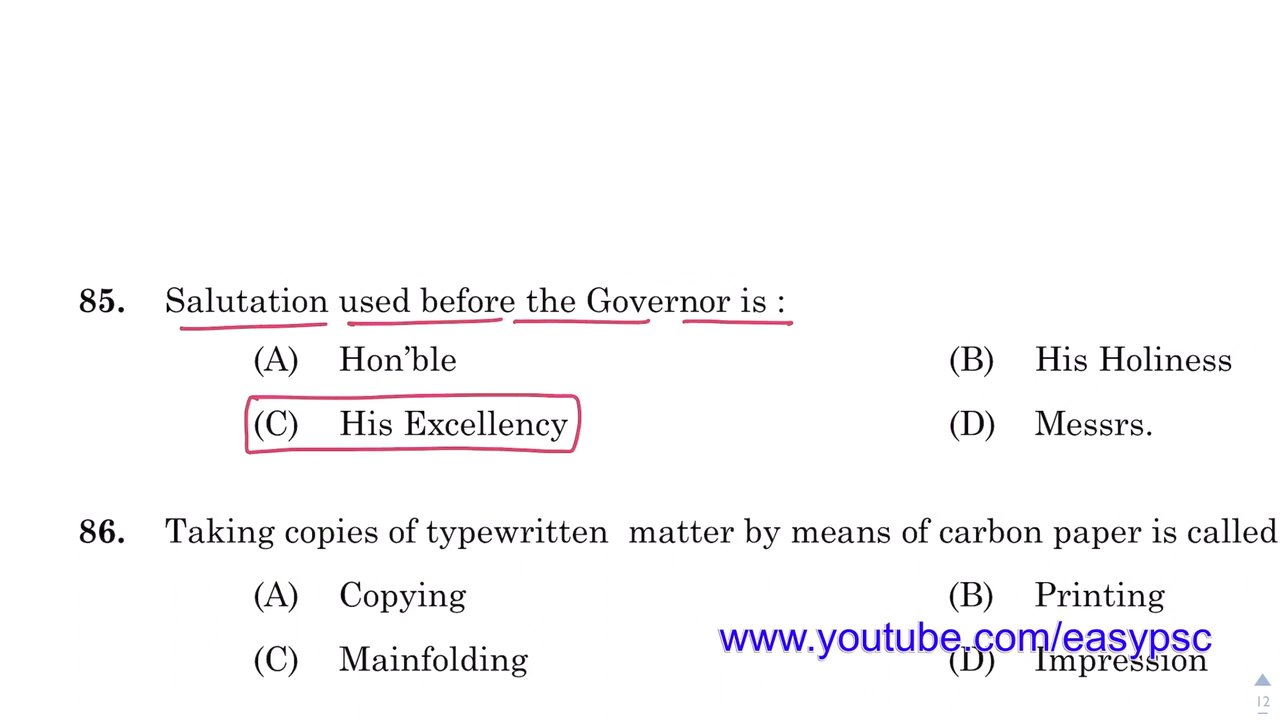 85. Salutation used before the Governor is :
(A) Hon’ble (B) His Holiness
(C) His Excellency (D) Messrs.
86. Taking copies of typewritten matter by means of carbon paper is called
(A) Copying (B) Printing
www.youtube.com/easypsc
(C) Mainfolding (D) Impression
12